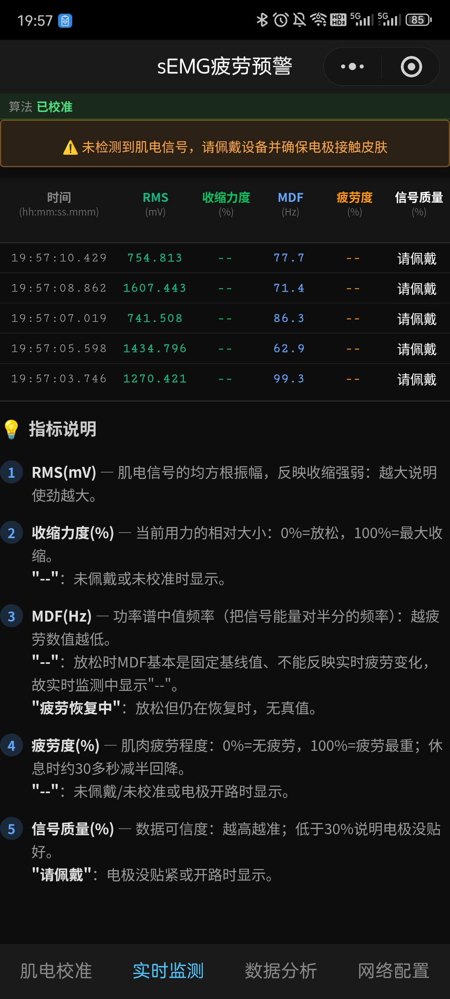 19:57
HD1 HD2 5G 5G 85
sEMG疲劳预警
算法 已校准
⚠️ 未检测到肌电信号，请佩戴设备并确保电极接触皮肤
时间 RMS 收缩力度 MDF 疲劳度 信号质量
(hh:mm:ss.mmm) (mV) (%) (Hz) (%) (%)
19:57:10.429 754.813 -- 77.7 -- 请佩戴
19:57:08.862 1607.443 -- 71.4 -- 请佩戴
19:57:07.019 741.508 -- 86.3 -- 请佩戴
19:57:05.598 1434.796 -- 62.9 -- 请佩戴
19:57:03.746 1270.421 -- 99.3 -- 请佩戴
💡 指标说明
1 RMS(mV) — 肌电信号的均方根振幅，反映收缩强弱：越大说明
使劲越大。
2 收缩力度(%) — 当前用力的相对大小：0%=放松，100%=最大收
缩。
"--"：未佩戴或未校准时显示。
3 MDF(Hz) — 功率谱中值频率（把信号能量对半分的频率）：越疲
劳数值越低。
"--"：放松时MDF基本是固定基线值、不能反映实时疲劳变化，
故实时监测中显示"--"。
"疲劳恢复中"：放松但仍在恢复时，无真值。
4 疲劳度(%) — 肌肉疲劳程度：0%=无疲劳，100%=疲劳最重；休
息时约30多秒减半回降。
"--"：未佩戴/未校准或电极开路时显示。
5 信号质量(%) — 数据可信度：越高越准；低于30%说明电极没贴
好。
"请佩戴"：电极没贴紧或开路时显示。
肌电校准 实时监测 数据分析 网络配置